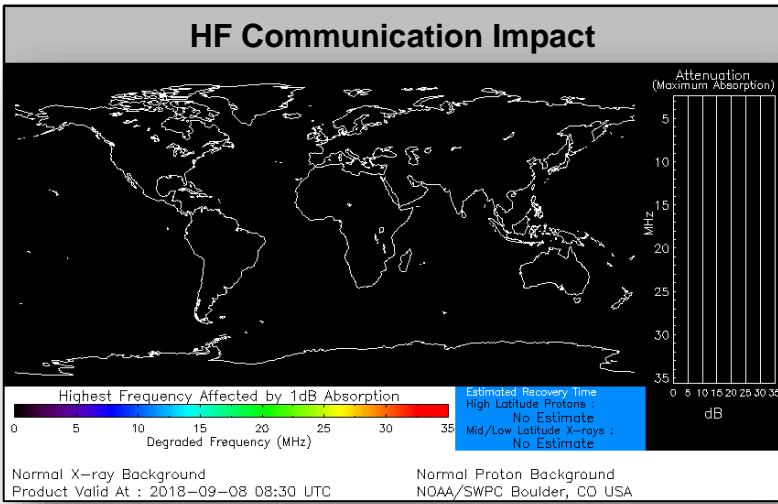 HF Communication Impact
Attenuation
(Maximum Absorption)
5
10
15
20
25
30
35
MHz
0 5 10 15 20 25 30 35
dB
Highest Frequency Affected by 1dB Absorption
0 5 10 15 20 25 30 35
Degraded Frequency (MHz)
Estimated Recovery Time
High Latitude Protons :
No Estimate
Mid/Low Latitude X-rays :
No Estimate
Normal X-ray Background
Normal Proton Background
Product Valid At : 2018-09-08 08:30 UTC
NOAA/SWPC Boulder, CO USA